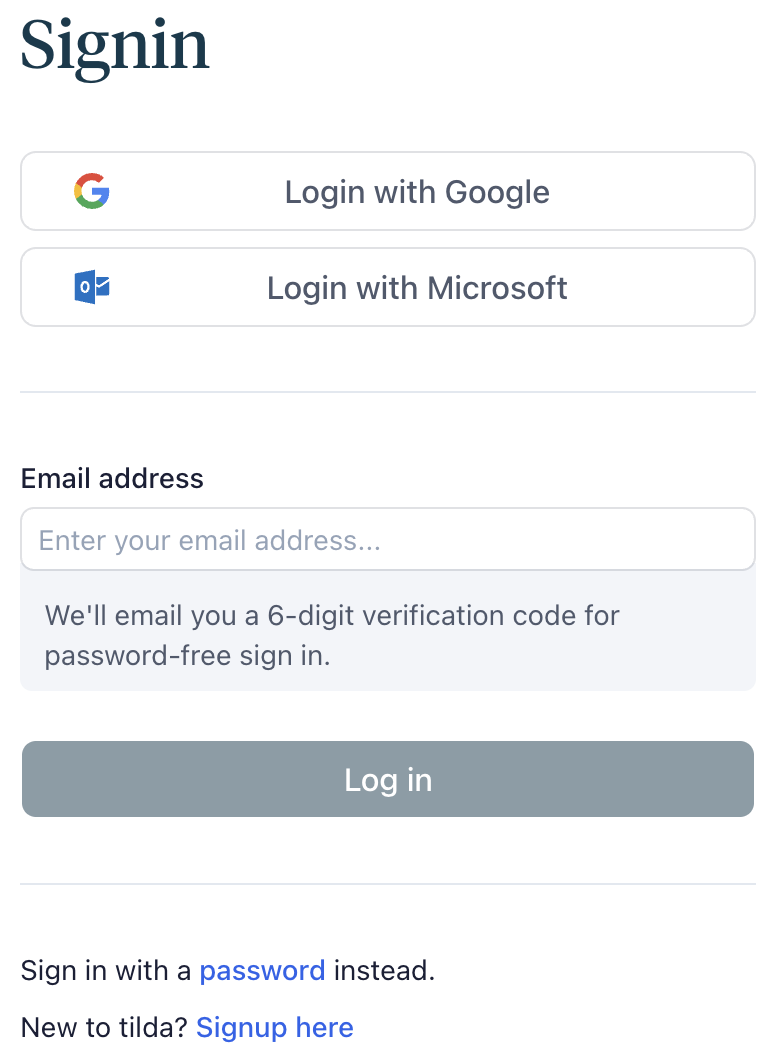 Signin
Login with Google
Login with Microsoft
Email address
Enter your email address...
We'll email you a 6-digit verification code for
password-free sign in.
Log in
Sign in with a password instead.
New to tilda? Signup here